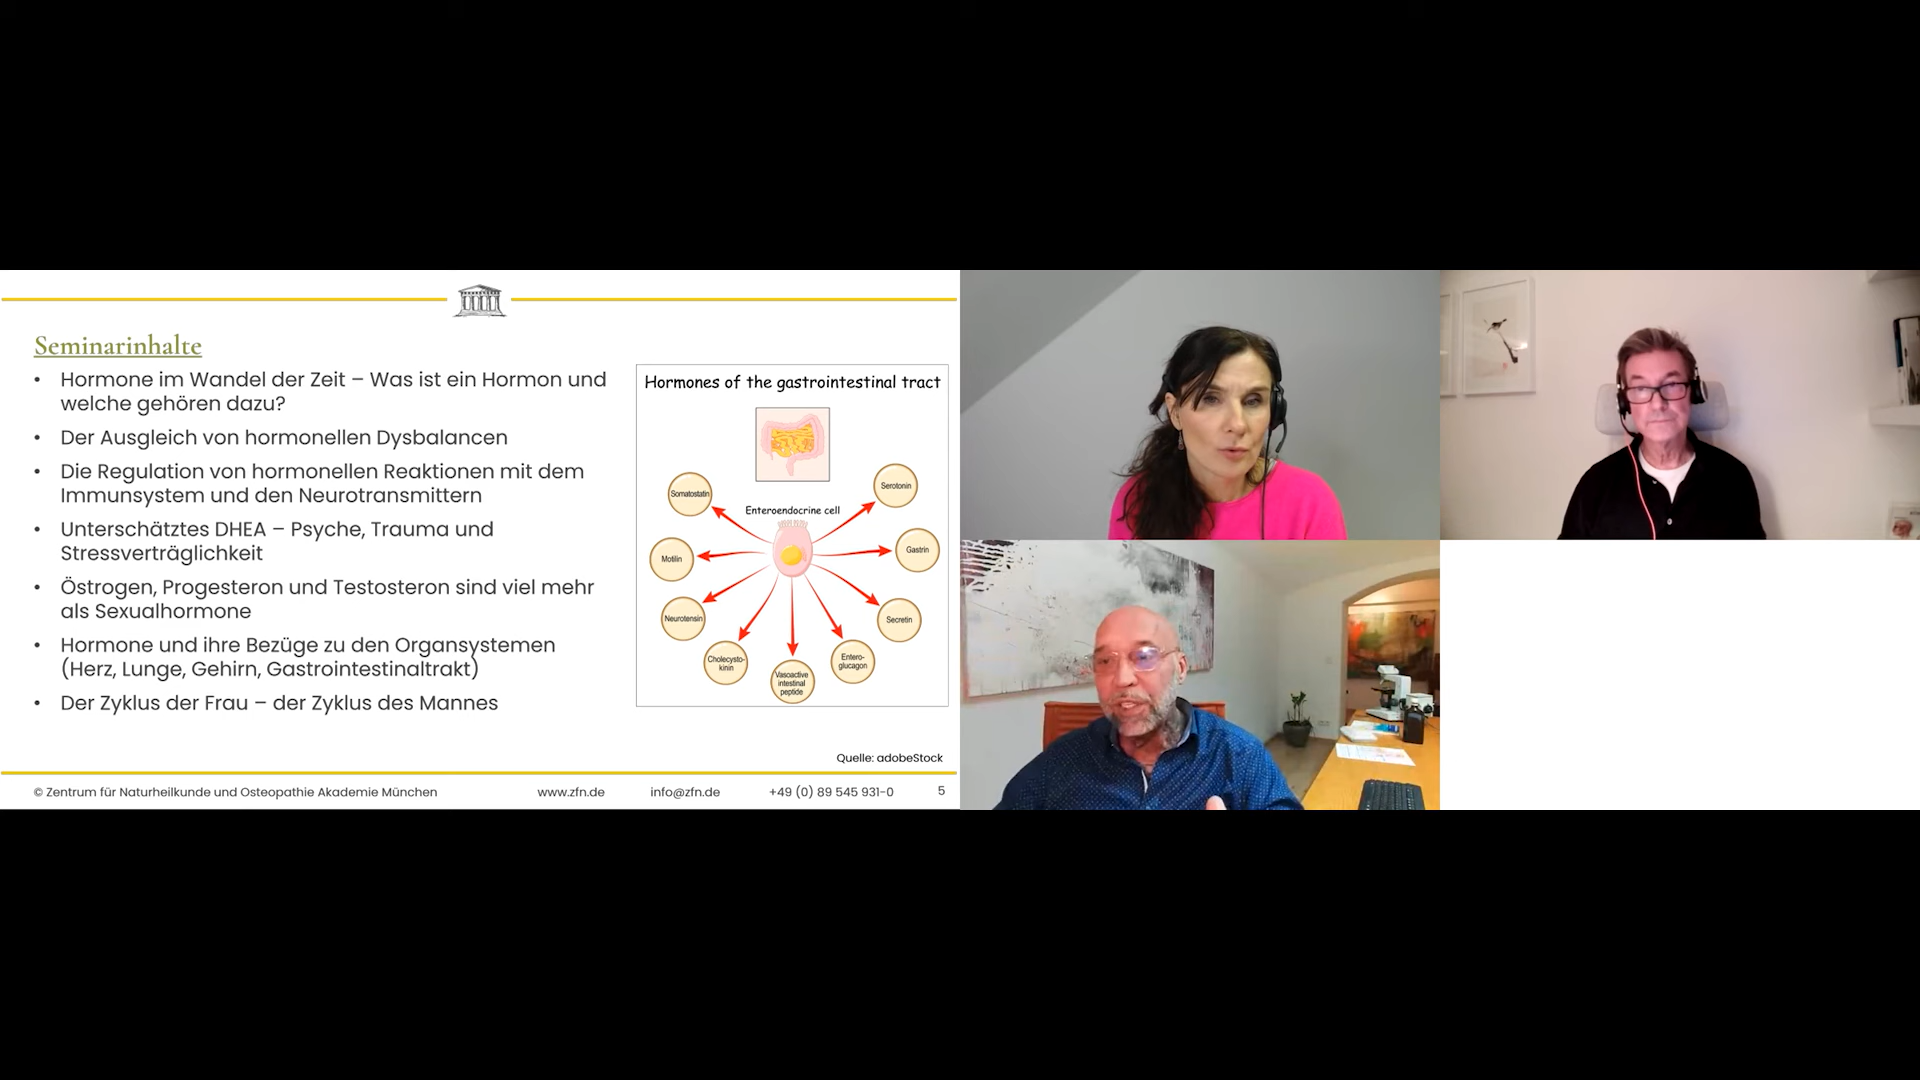 Seminarinhalte
• Hormone im Wandel der Zeit – Was ist ein Hormon und
welche gehören dazu?
• Der Ausgleich von hormonellen Dysbalancen
• Die Regulation von hormonellen Reaktionen mit dem
Immunsystem und den Neurotransmittern
• Unterschätztes DHEA – Psyche, Trauma und
Stressverträglichkeit
• Östrogen, Progesteron und Testosteron sind viel mehr
als Sexualhormone
• Hormone und ihre Bezüge zu den Organsystemen
(Herz, Lunge, Gehirn, Gastrointestinaltrakt)
• Der Zyklus der Frau – der Zyklus des Mannes
Hormones of the gastrointestinal tract
Somatostatin
Serotonin
Enteroendocrine cell
Motilin
Gastrin
Neurotensin
Secretin
Cholecysto-
kinin
Entero-
glucagon
Vasoactive
intestinal
peptide
Quelle: adobeStock
© Zentrum für Naturheilkunde und Osteopathie Akademie München www.zfn.de info@zfn.de +49 (0) 89 545 931-0 5